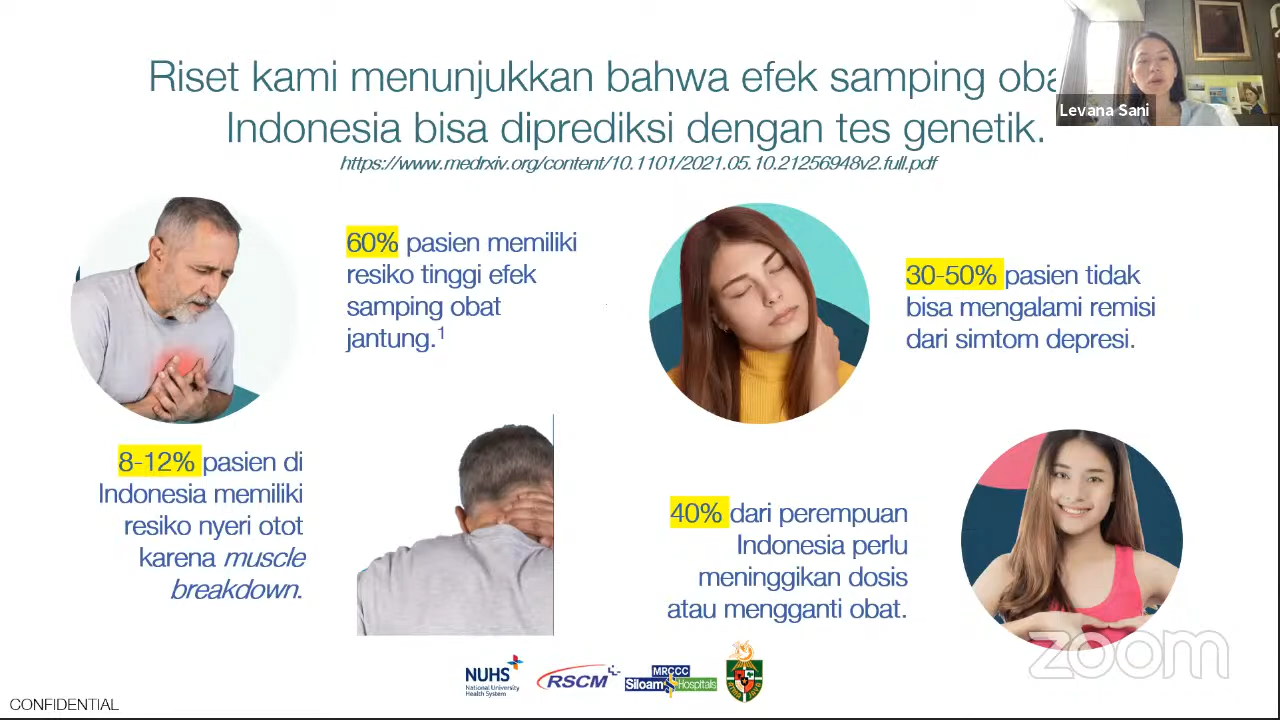 Riset kami menunjukkan bahwa efek samping oba
Indonesia bisa diprediksi dengan tes genetik.
https://www.medrxiv.org/content/10.1101/2021.05.10.21256948v2.full.pdf
Levana Sani
60% pasien memiliki
resiko tinggi efek
samping obat
jantung.¹
30-50% pasien tidak
bisa mengalami remisi
dari simtom depresi.
8-12% pasien di
Indonesia memiliki
resiko nyeri otot
karena muscle
breakdown.
40% dari perempuan
Indonesia perlu
meninggikan dosis
atau mengganti obat.
NUHS
National University
Health System
RSCM
MRCCC
Siloam Hospitals
zoom
CONFIDENTIAL